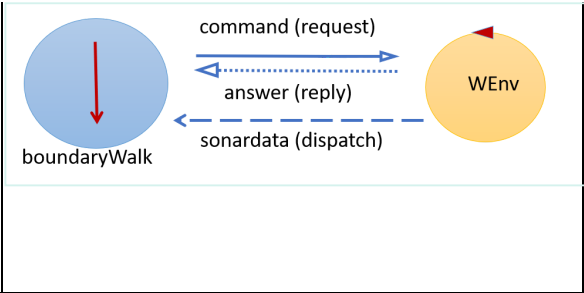 command (request)
WEnv
answer (reply)
sonardata (dispatch)
boundaryWalk